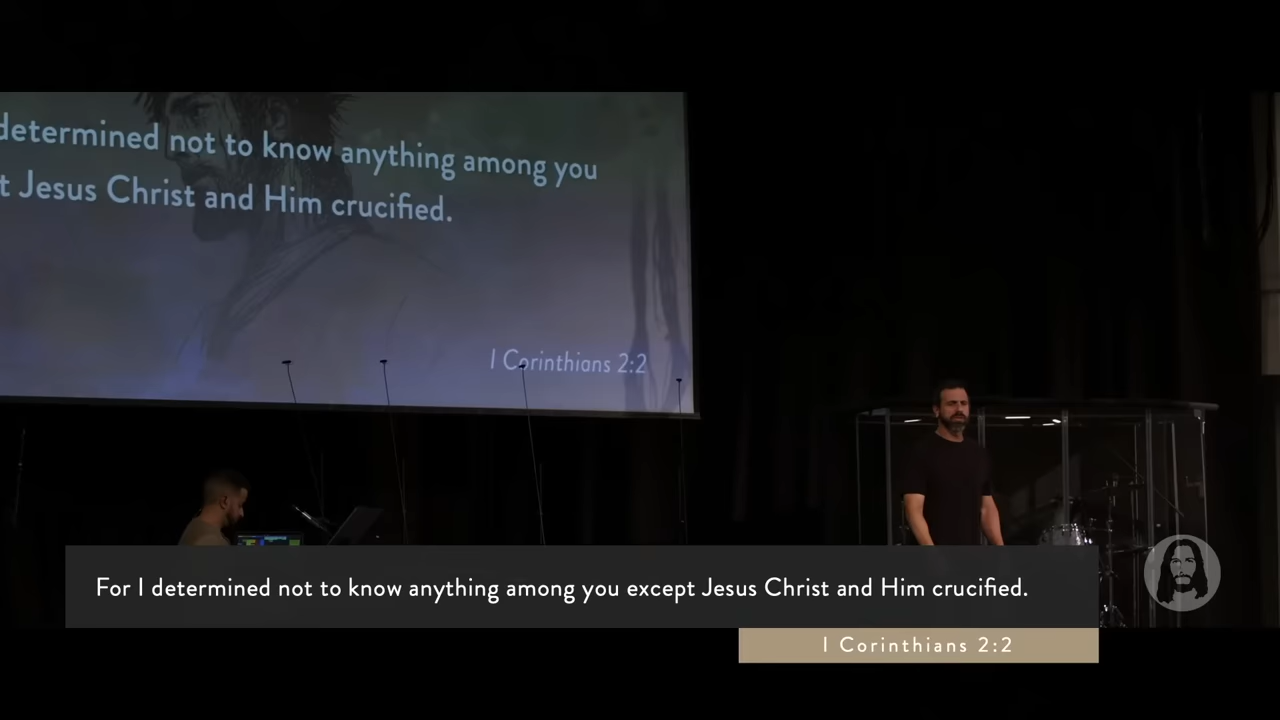 determined not to know anything among you
t Jesus Christ and Him crucified.
I Corinthians 2:2
For I determined not to know anything among you except Jesus Christ and Him crucified.
I Corinthians 2:2